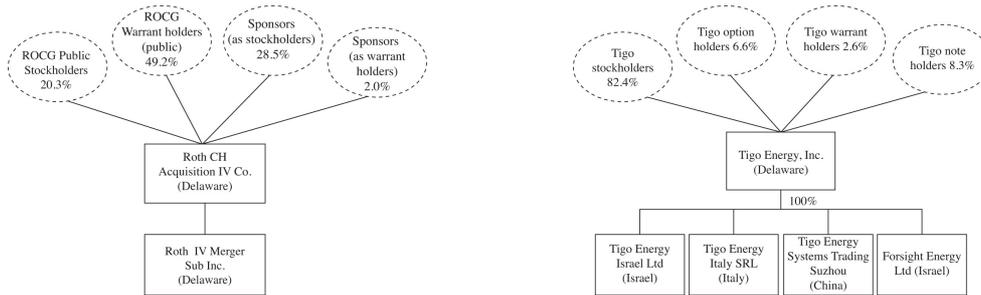 ROCG Public
Stockholders
20.3%
ROCG
Warrant holders
(public)
49.2%
Sponsors
(as stockholders)
28.5%
Sponsors
(as warrant
holders)
2.0%
Roth CH
Acquisition IV Co.
(Delaware)
Roth IV Merger
Sub Inc.
(Delaware)
Tigo
stockholders
82.4%
Tigo option
holders 6.6%
Tigo warrant
holders 2.6%
Tigo note
holders 8.3%
Tigo Energy, Inc.
(Delaware)
100%
Tigo Energy
Israel Ltd
(Israel)
Tigo Energy
Italy SRL
(Italy)
Tigo Energy
Systems Trading
Suzhou
(China)
Forsight Energy
Ltd (Israel)